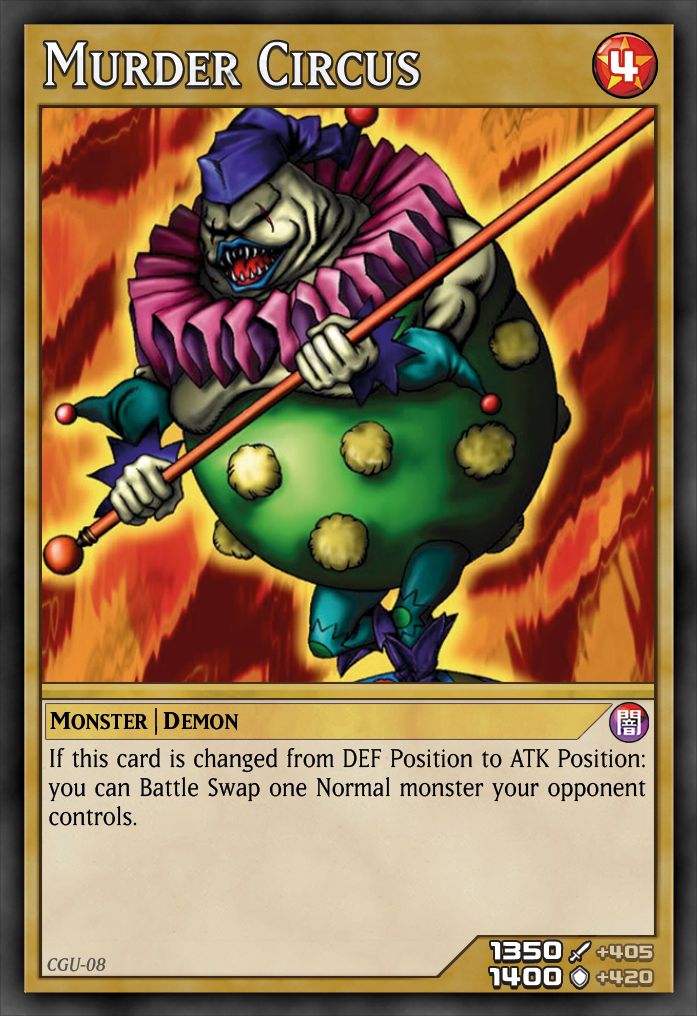 Murder Circus
4
Monster|Demon
闇
If this card is changed from DEF Position to ATK Position:
you can Battle Swap one Normal monster your opponent
controls.
1350 +405
CGU-08
1400 +420